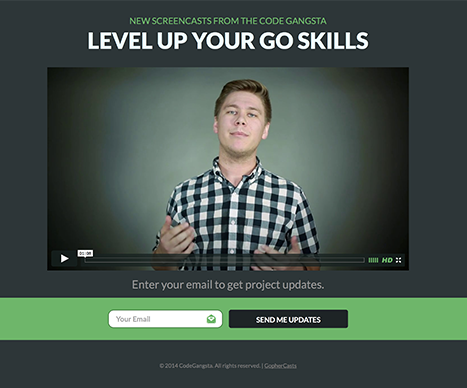 NEW SCREENCASTS FROM THE CODE GANGSTA
LEVEL UP YOUR GO SKILLS
01:08
HD
Enter your email to get project updates.
Your Email
SEND ME UPDATES
© 2014 CodeGangsta. All rights reserved. | GopherCasts